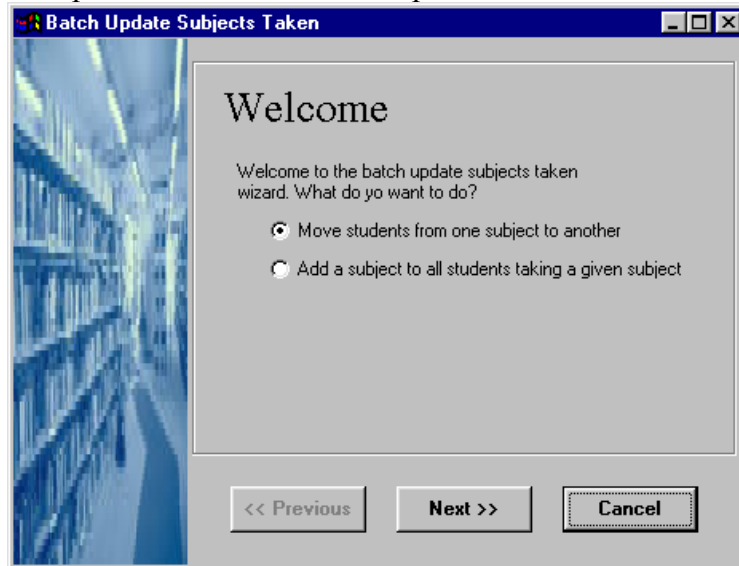 Batch Update Subjects Taken
Welcome
Welcome to the batch update subjects taken
wizard. What do yo want to do?
Move students from one subject to another
Add a subject to all students taking a given subject
<< Previous
Next >>
Cancel